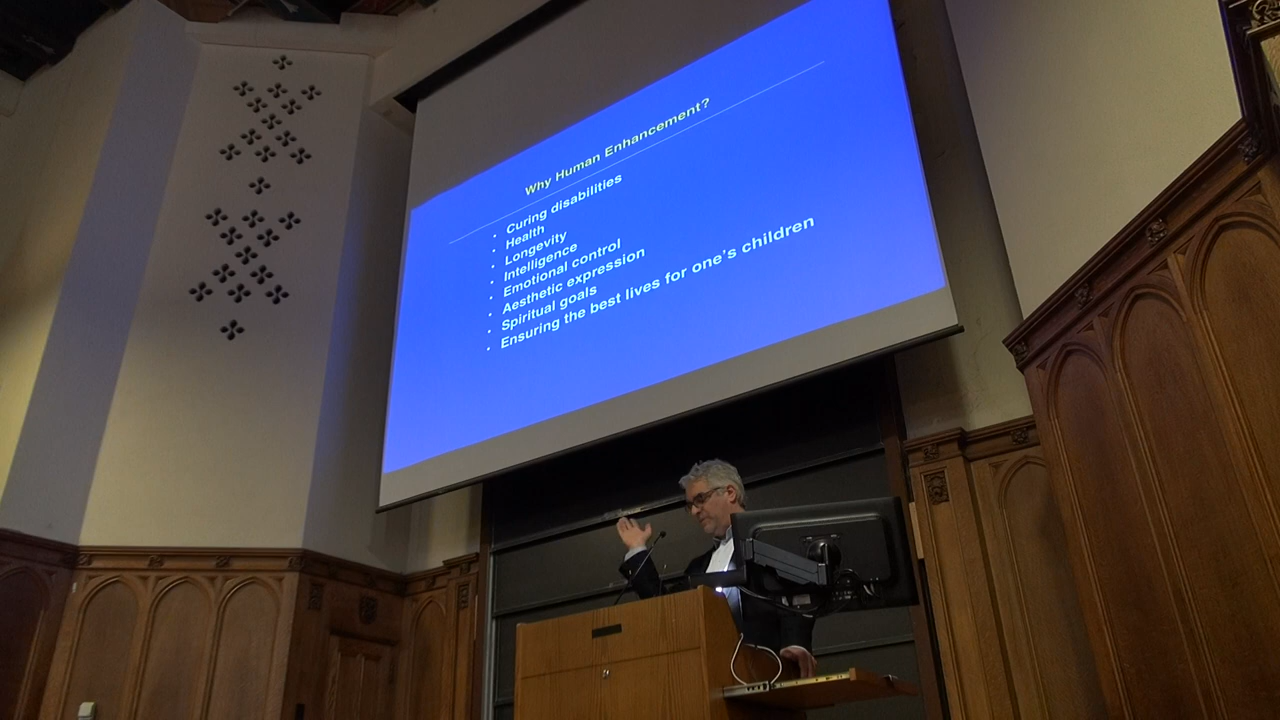 Why Human Enhancement?
• Curing disabilities
• Health
• Longevity
• Intelligence
• Emotional control
• Aesthetic expression
• Spiritual goals
• Ensuring the best lives for one's children